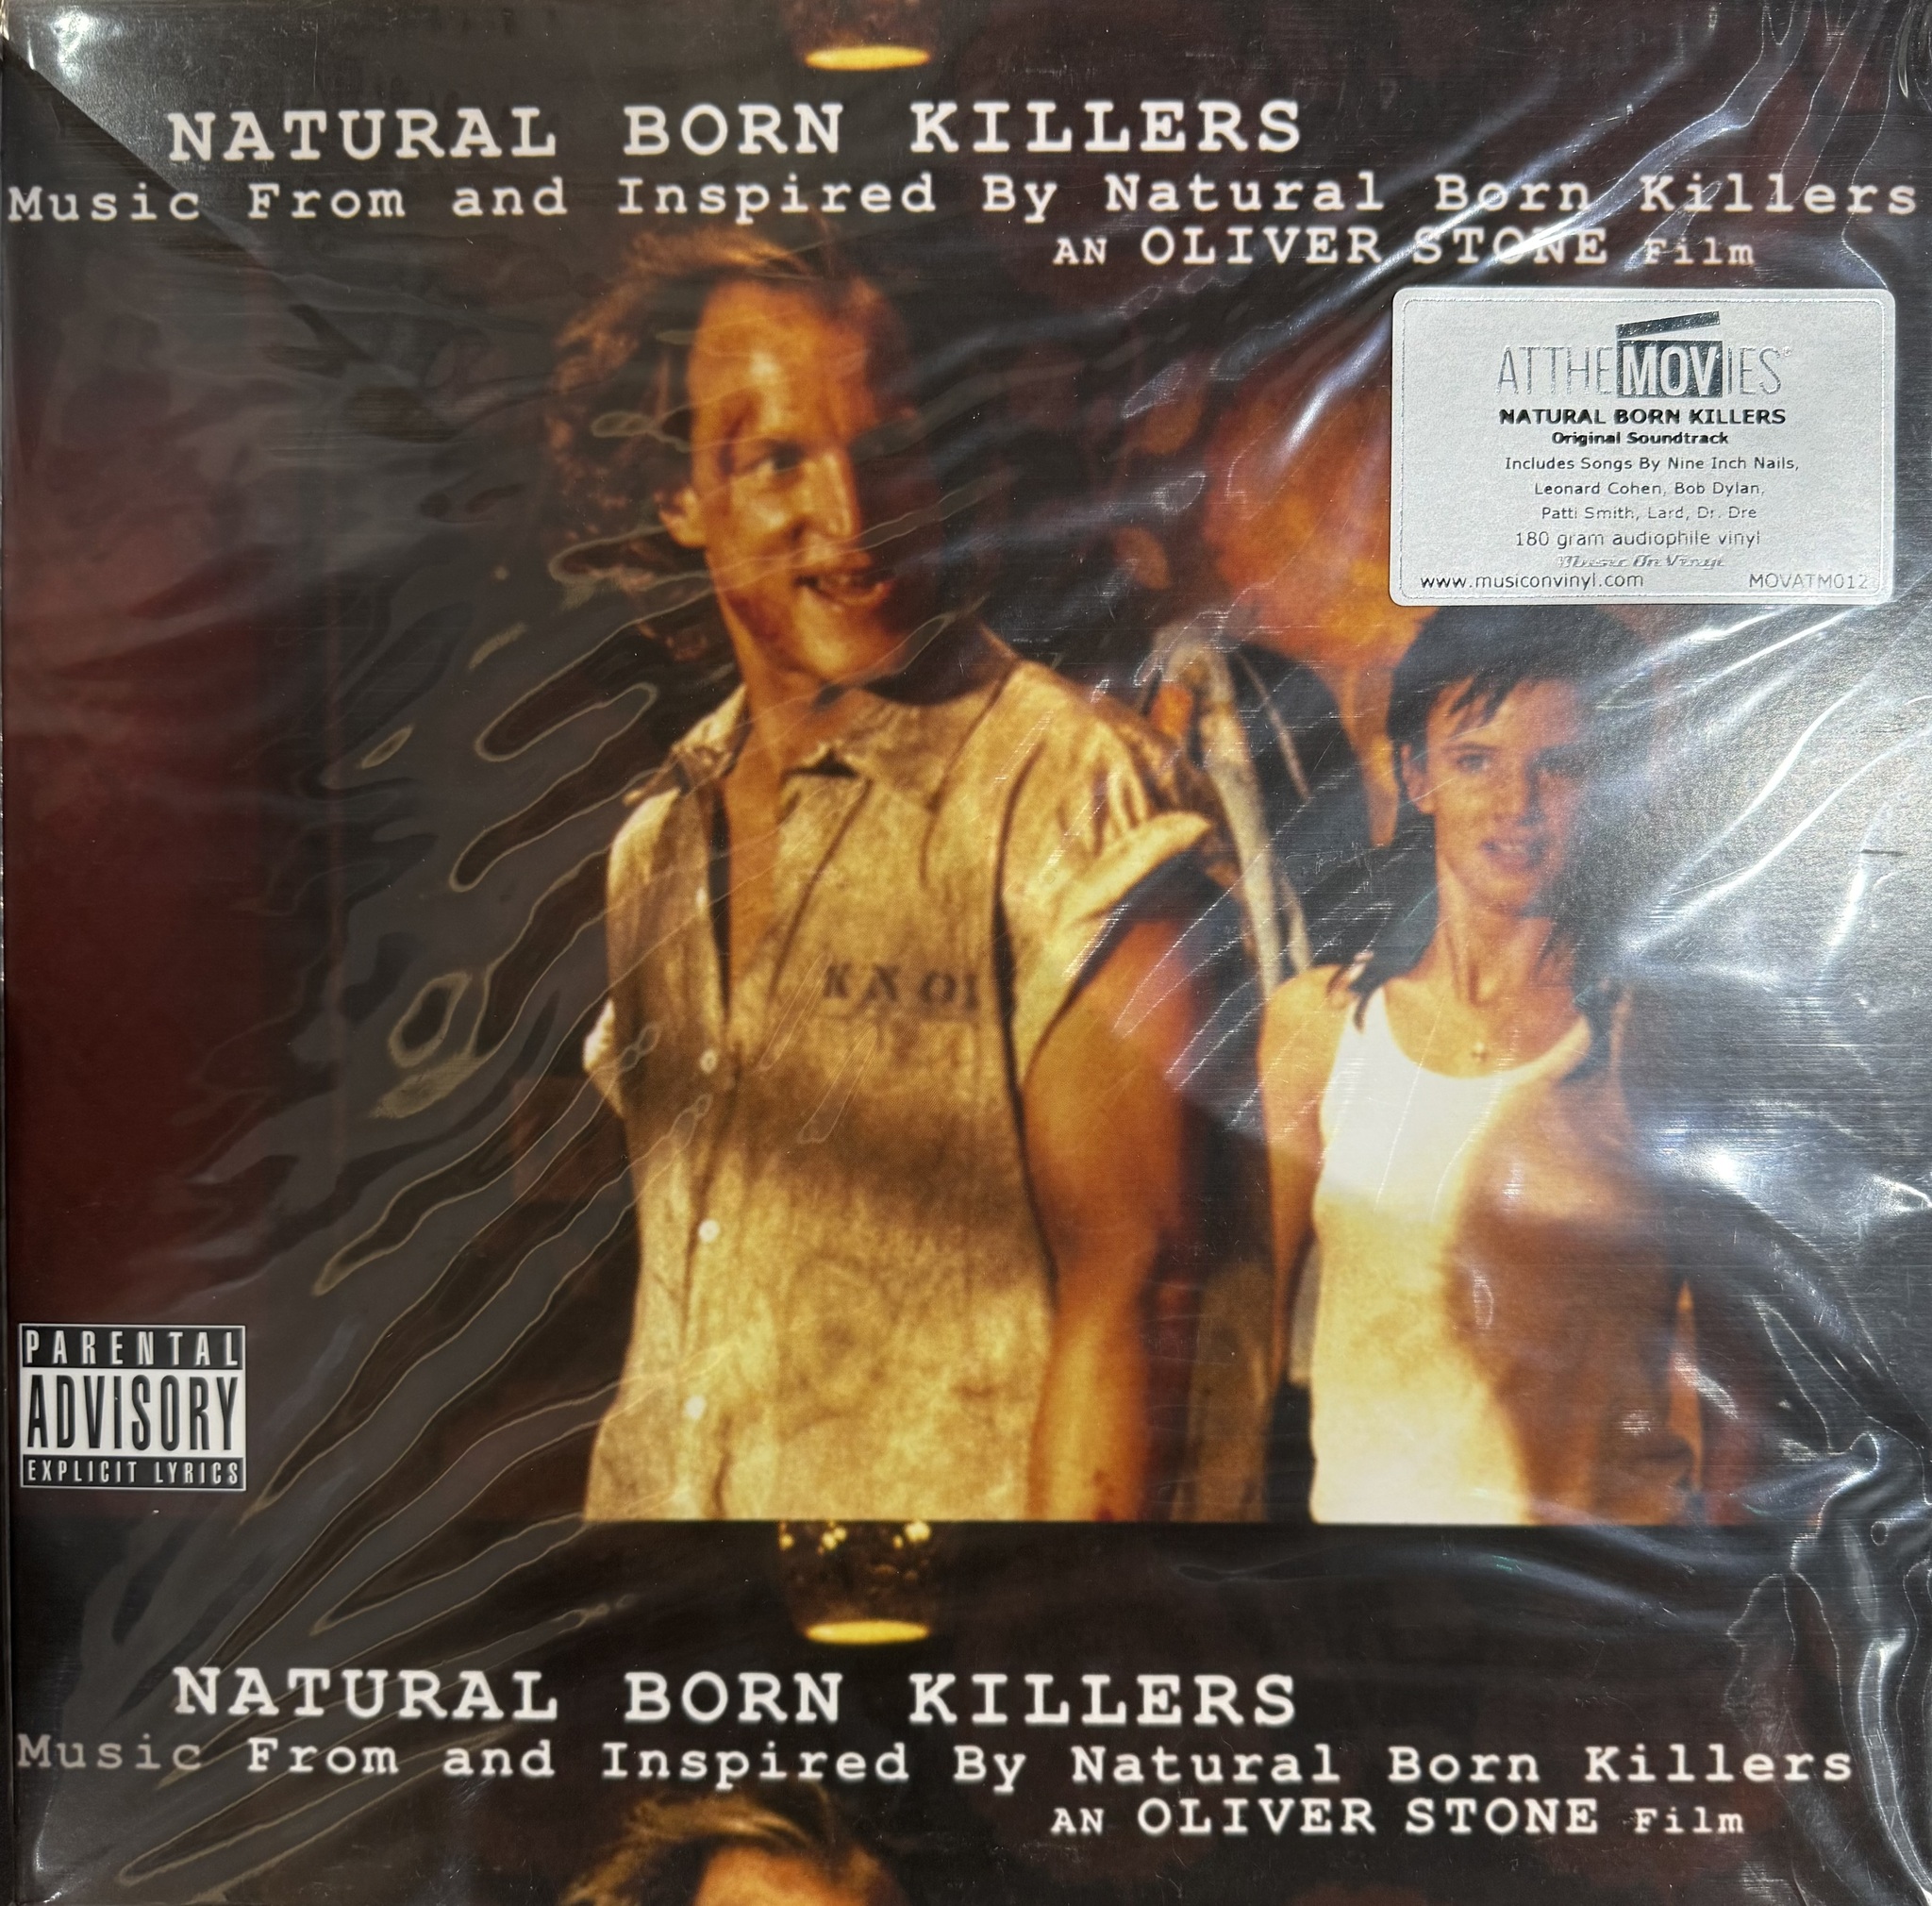 NATURAL BORN KILLERS
Music From and Inspired By Natural Born Killers
AN OLIVER STONE Film
ATTHEMOVIES
NATURAL BORN KILLERS
Original Soundtrack
Includes Songs By Nine Inch Nails,
Leonard Cohen, Bob Dylan,
Patti Smith, Lard, Dr. Dre
180 gram audiophile vinyl
Music On Vinyl
www.musiconvinyl.com MOVATM012
PARENTAL
ADVISORY
EXPLICIT LYRICS
NATURAL BORN KILLERS
Music From and Inspired By Natural Born Killers
AN OLIVER STONE Film